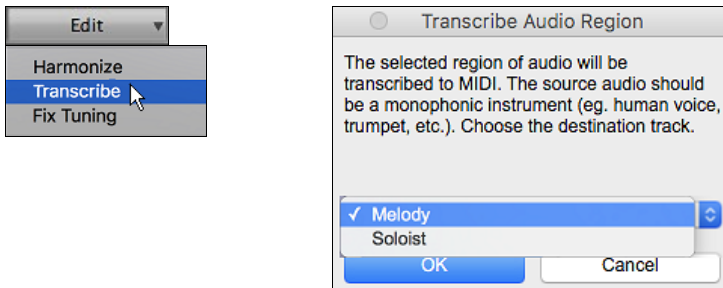 Edit
Harmonize
Transcribe
Fix Tuning
Transcribe Audio Region
The selected region of audio will be
transcribed to MIDI. The source audio should
be a monophonic instrument (eg. human voice,
trumpet, etc.). Choose the destination track.
✓ Melody
Soloist
OK Cancel